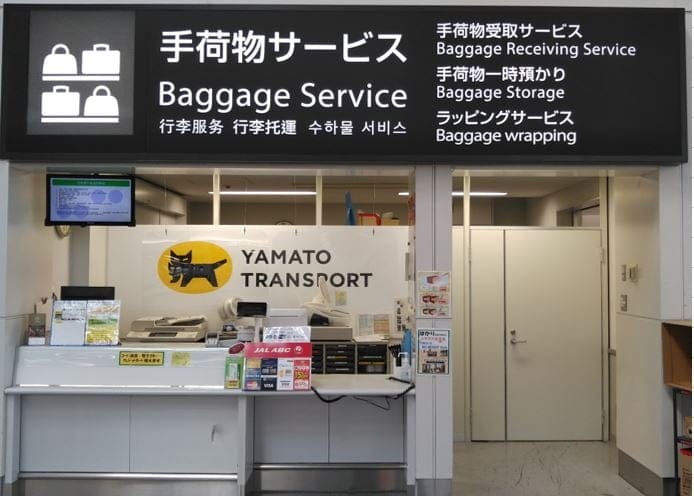 手荷物サービス
Baggage Service
行李服务 行李托運 수하물 서비스
手荷物受取サービス
Baggage Receiving Service
手荷物一時預かり
Baggage Storage
ラッピングサービス
Baggage wrapping
YAMATO
TRANSPORT
JAL ABC
VISA